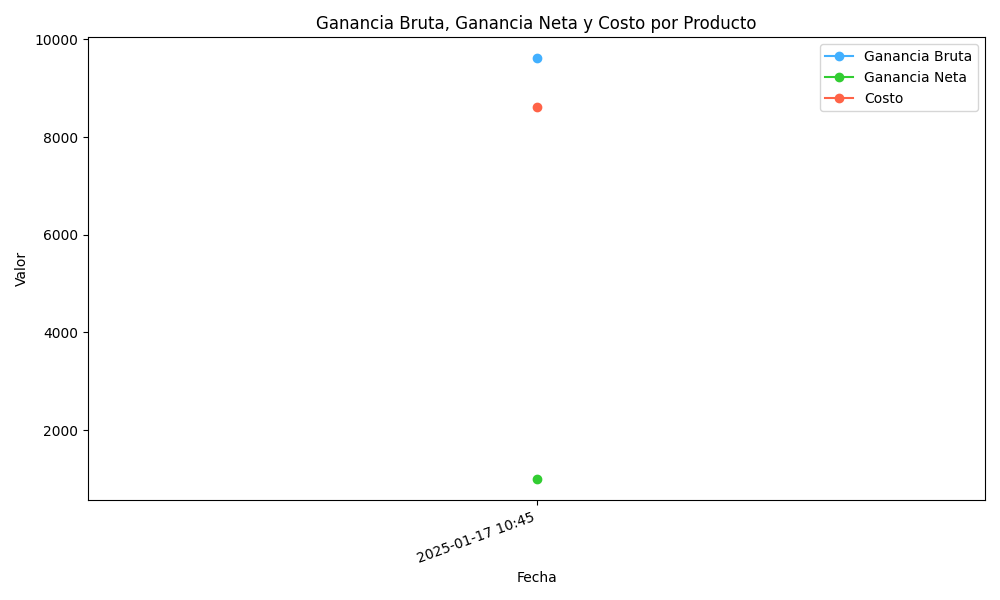 Ganancia Bruta, Ganancia Neta y Costo por Producto
10000
8000
6000
4000
2000
Valor
Ganancia Bruta
Ganancia Neta
Costo
2025-01-17 10:45
Fecha